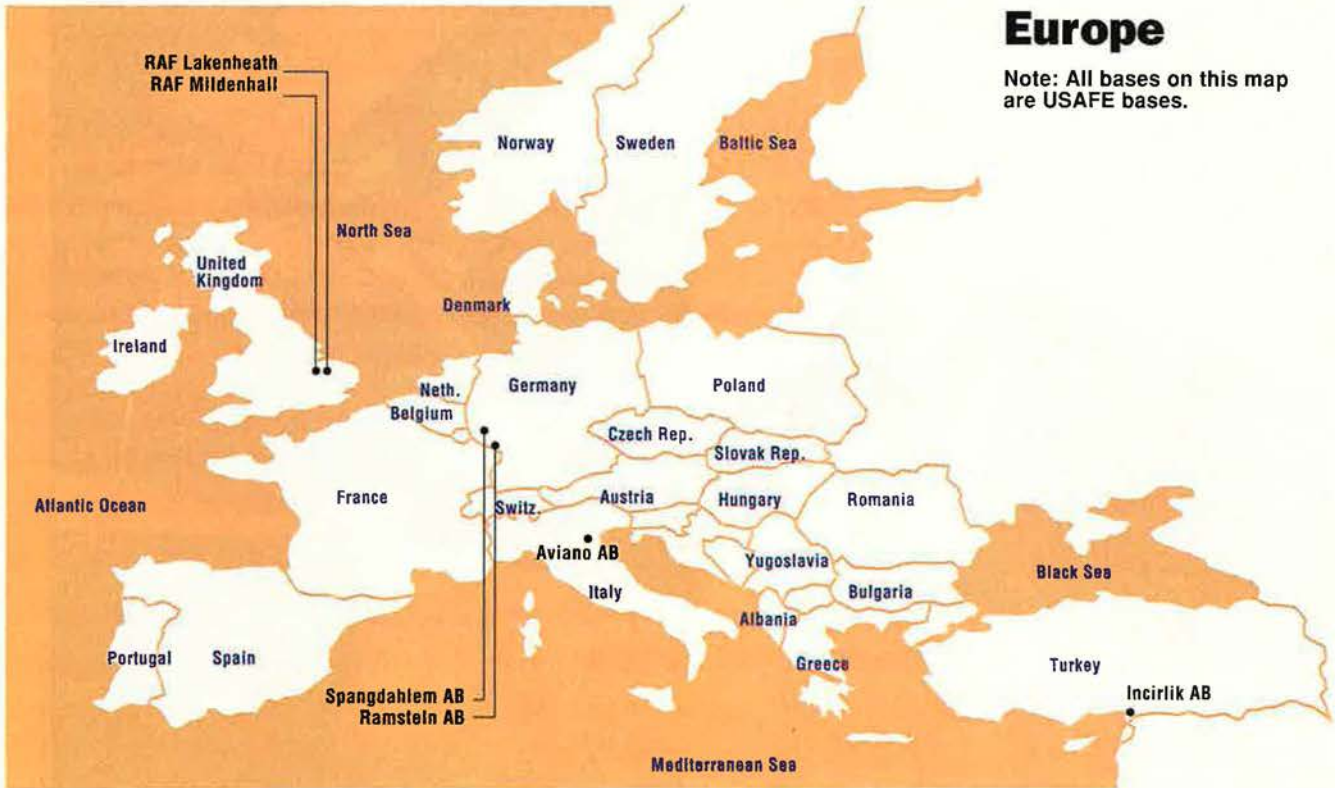 Europe
Note: All bases on this map
are USAFE bases.
RAF Lakenheath
RAF Mildenhall
Norway
Sweden
Baltic Sea
North Sea
United
Kingdom
Denmark
Ireland
Neth.
Germany
Poland
Belgium
Czech Rep.
Slovak Rep.
Atlantic Ocean
France
Switz.
Austria
Hungary
Romania
Aviano AB
Yugoslavia
Black Sea
Italy
Bulgaria
Albania
Portugal
Spain
Greece
Turkey
Spangdahlem AB
Ramstein AB
Incirlik AB
Mediterranean Sea